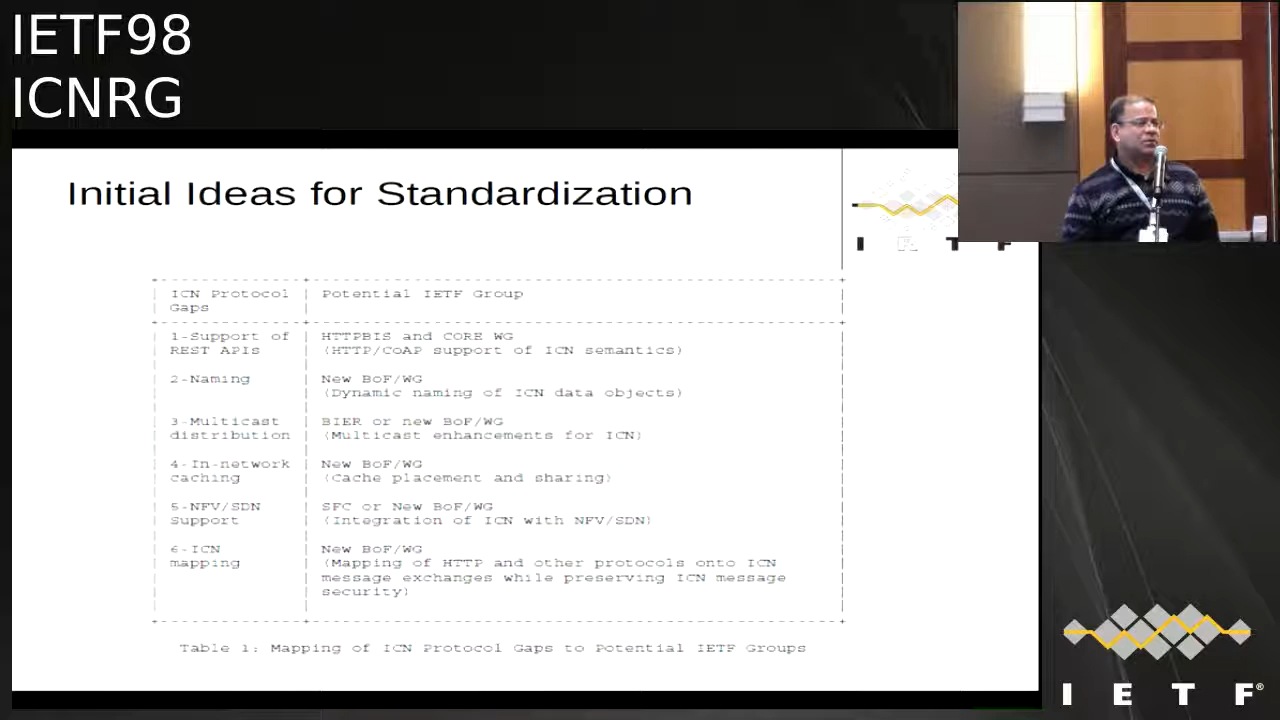 IETF98
ICNRG
Initial Ideas for Standardization
I E T F
ICN Protocol Gaps | Potential IETF Group
1-Support of REST APIs | HTTPBIS and CORE WG
(HTTP/COAP support of ICN semantics)
2-Naming | New BoF/WG
(Dynamic naming of ICN data objects)
3-Multicast distribution | BIER or new BoF/WG
(Multicast enhancements for ICN)
4-In-network caching | New BoF/WG
(Cache placement and sharing)
5-NFV/SDN Support | SFC or New BoF/WG
(Integration of ICN with NFV/SDN)
6-ICN mapping | New BoF/WG
(Mapping of HTTP and other protocols onto ICN
message exchanges while preserving ICN message
security)
Table 1: Mapping of ICN Protocol Gaps to Potential IETF Groups
I E T F®